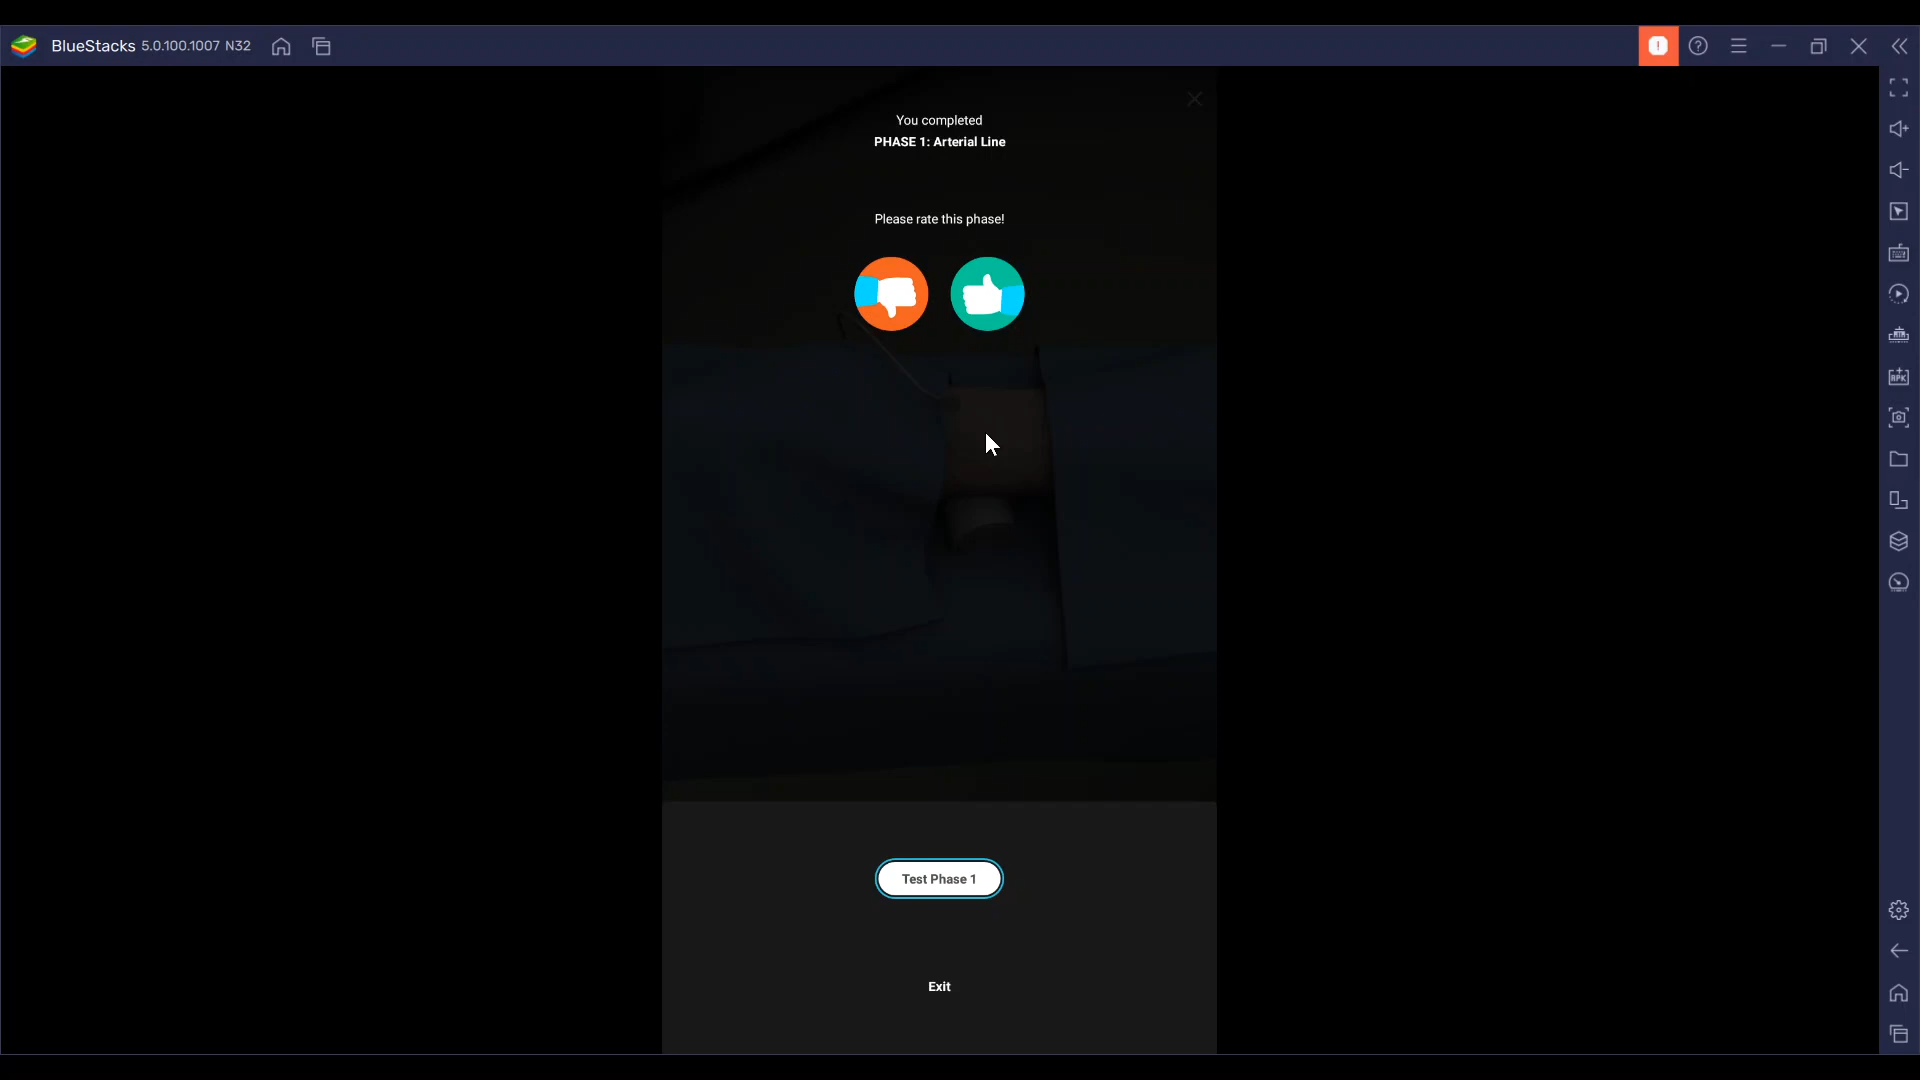 BlueStacks 5.0.100.1007 N32
You completed
PHASE 1: Arterial Line
Please rate this phase!
Test Phase 1
Exit